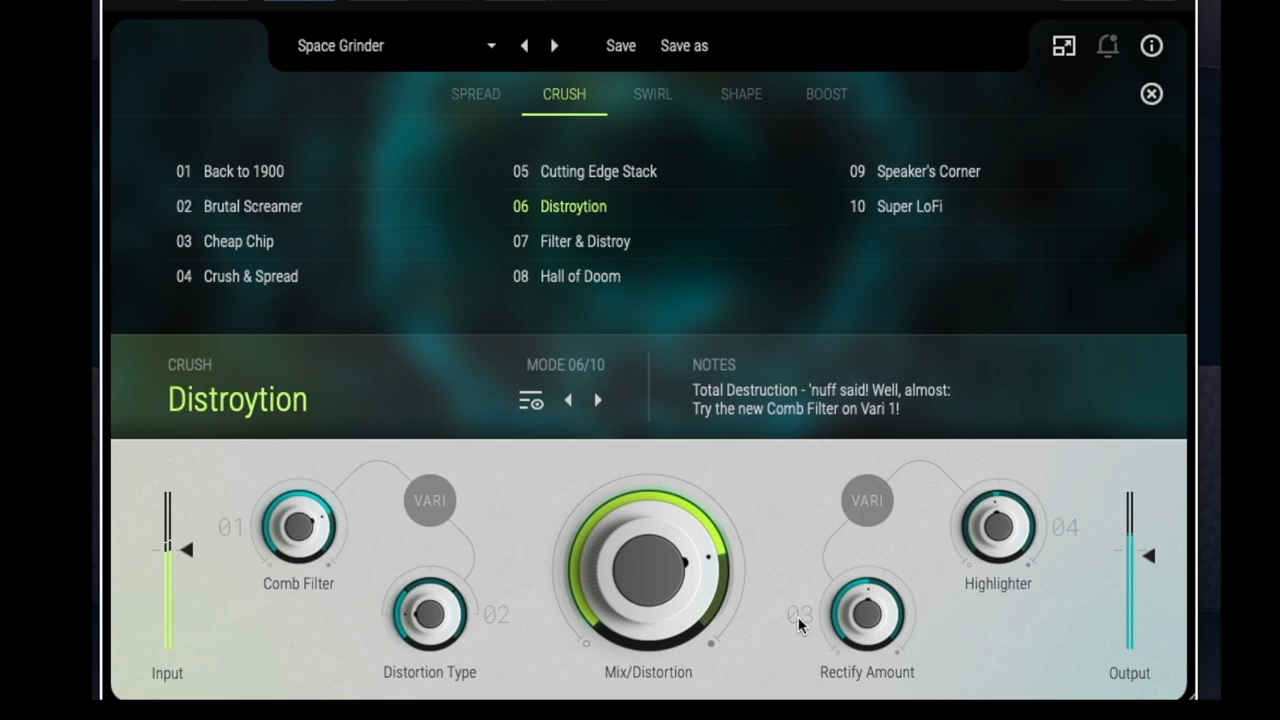 Space Grinder
Save
Save as
SPREAD
CRUSH
SWIRL
SHAPE
BOOST
01 Back to 1900
02 Brutal Screamer
03 Cheap Chip
04 Crush & Spread
05 Cutting Edge Stack
06 Distroytion
07 Filter & Distroy
08 Hall of Doom
09 Speaker's Corner
10 Super LoFi
CRUSH
Distroytion
MODE 06/10
NOTES
Total Destruction - 'nuff said! Well, almost:
Try the new Comb Filter on Vari 1!
01
Comb Filter
VARI
02
Distortion Type
Mix/Distortion
VARI
03
Rectify Amount
04
Highlighter
Input
Output